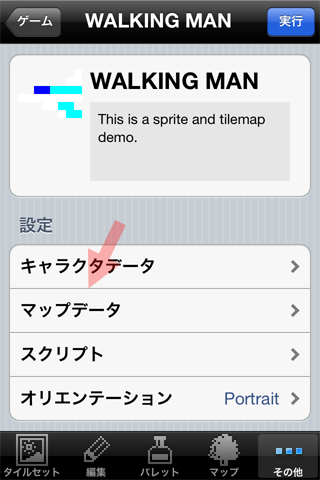 ゲーム
WALKING MAN
実行
WALKING MAN
This is a sprite and tilemap
demo.
設定
キャラクタデータ
マップデータ
スクリプト
オリエンテーション Portrait
タイルセット 編集 パレット マップ その他